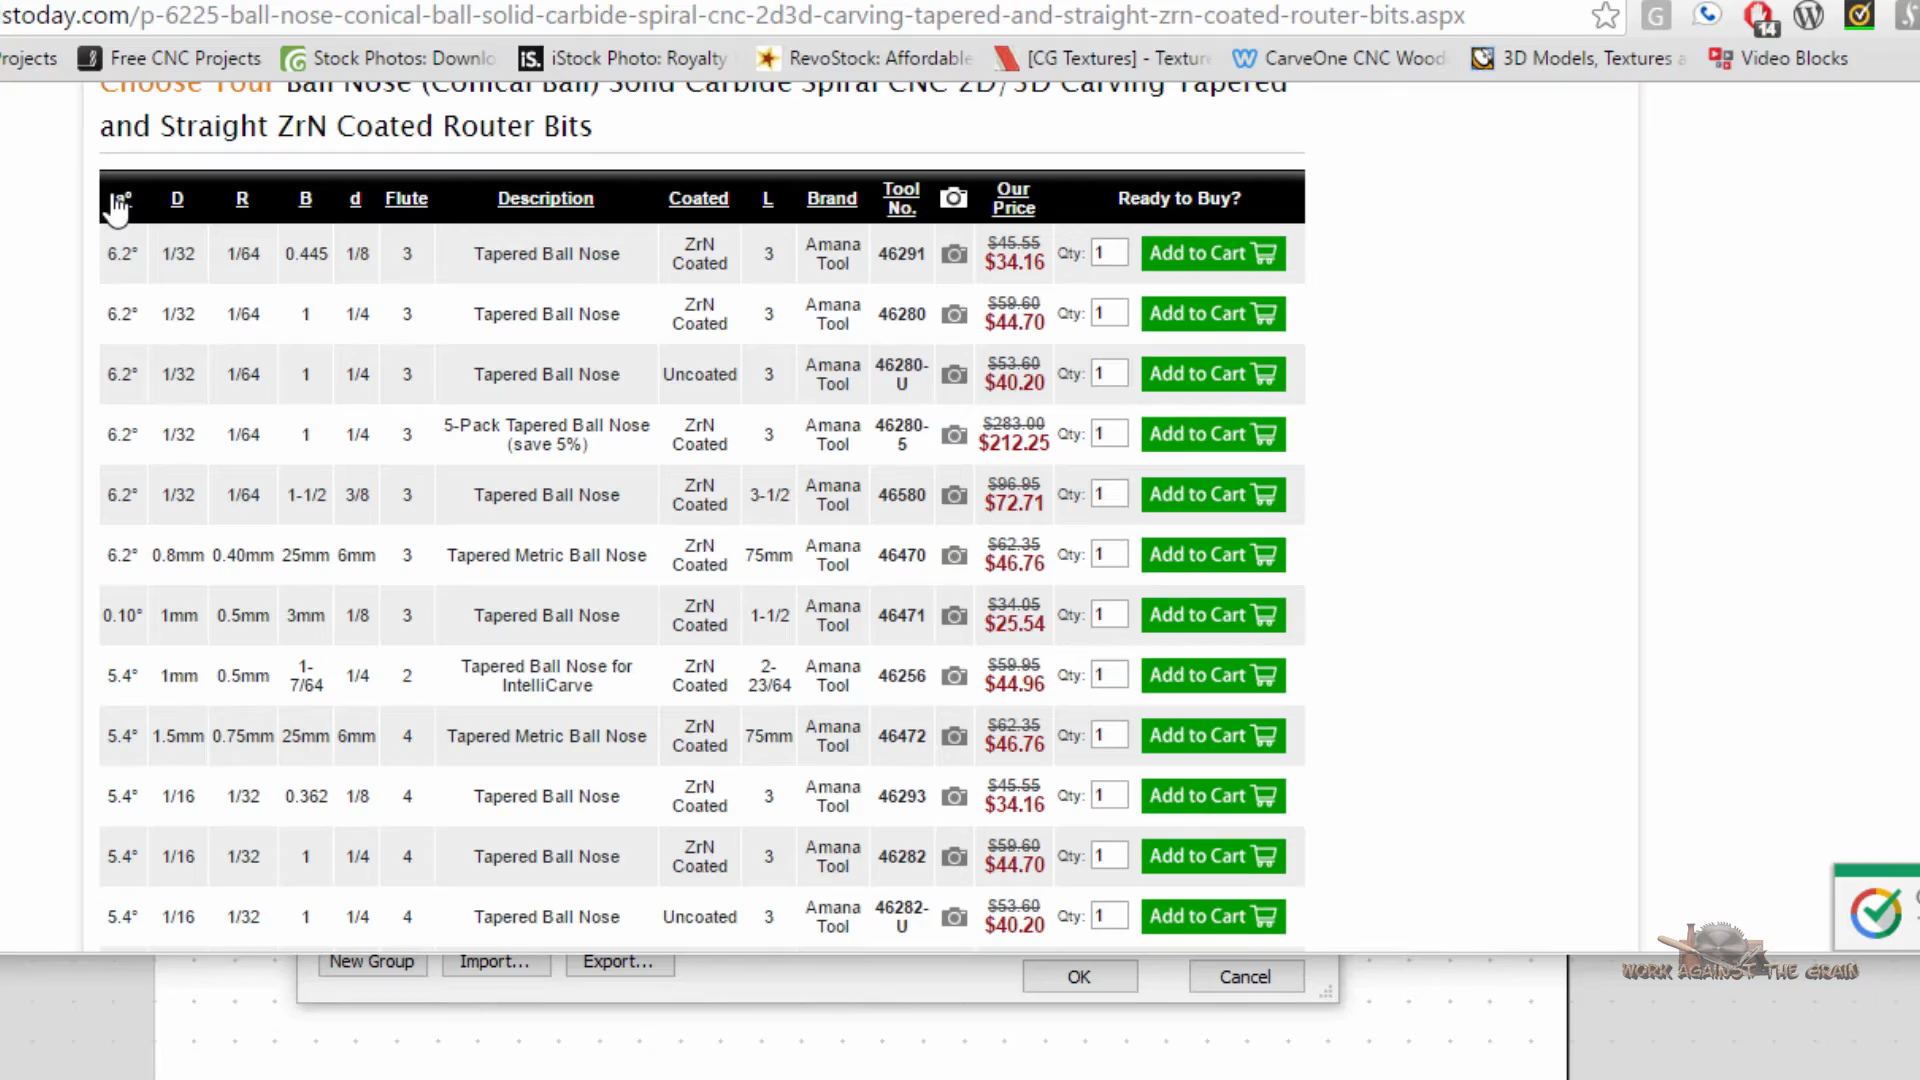 stoday.com/p-6225-ball-nose-conical-ball-solid-carbide-spiral-cnc-2d3d-carving-tapered-and-straight-zrn-coated-router-bits.aspx
14
rojects Free CNC Projects Stock Photos: Downlo iStock Photo: Royalty RevoStock: Affordable [CG Textures] - Textur CarveOne CNC Wood 3D Models, Textures a Video Blocks
Choose Your Ball Nose (Conical Ball) Solid Carbide Spiral CNC 2D/3D Carving Tapered
and Straight ZrN Coated Router Bits
a° D R B d Flute Description Coated L Brand Tool No. Our Price Ready to Buy?
6.2° 1/32 1/64 0.445 1/8 3 Tapered Ball Nose ZrN Coated 3 Amana Tool 46291 $45.55 $34.16 Qty: 1 Add to Cart
6.2° 1/32 1/64 1 1/4 3 Tapered Ball Nose ZrN Coated 3 Amana Tool 46280 $59.60 $44.70 Qty: 1 Add to Cart
6.2° 1/32 1/64 1 1/4 3 Tapered Ball Nose Uncoated 3 Amana Tool 46280-U $53.60 $40.20 Qty: 1 Add to Cart
6.2° 1/32 1/64 1 1/4 3 5-Pack Tapered Ball Nose (save 5%) ZrN Coated 3 Amana Tool 46280-5 $283.00 $212.25 Qty: 1 Add to Cart
6.2° 1/32 1/64 1-1/2 3/8 3 Tapered Ball Nose ZrN Coated 3-1/2 Amana Tool 46580 $96.95 $72.71 Qty: 1 Add to Cart
6.2° 0.8mm 0.40mm 25mm 6mm 3 Tapered Metric Ball Nose ZrN Coated 75mm Amana Tool 46470 $62.35 $46.76 Qty: 1 Add to Cart
0.10° 1mm 0.5mm 3mm 1/8 3 Tapered Ball Nose ZrN Coated 1-1/2 Amana Tool 46471 $34.05 $25.54 Qty: 1 Add to Cart
5.4° 1mm 0.5mm 1-7/64 1/4 2 Tapered Ball Nose for IntelliCarve ZrN Coated 2-23/64 Amana Tool 46256 $59.95 $44.96 Qty: 1 Add to Cart
5.4° 1.5mm 0.75mm 25mm 6mm 4 Tapered Metric Ball Nose ZrN Coated 75mm Amana Tool 46472 $62.35 $46.76 Qty: 1 Add to Cart
5.4° 1/16 1/32 0.362 1/8 4 Tapered Ball Nose ZrN Coated 3 Amana Tool 46293 $45.55 $34.16 Qty: 1 Add to Cart
5.4° 1/16 1/32 1 1/4 4 Tapered Ball Nose ZrN Coated 3 Amana Tool 46282 $59.60 $44.70 Qty: 1 Add to Cart
5.4° 1/16 1/32 1 1/4 4 Tapered Ball Nose Uncoated 3 Amana Tool 46282-U $53.60 $40.20 Qty: 1 Add to Cart
New Group Import... Export... OK Cancel
WORK AGAINST THE GRAIN